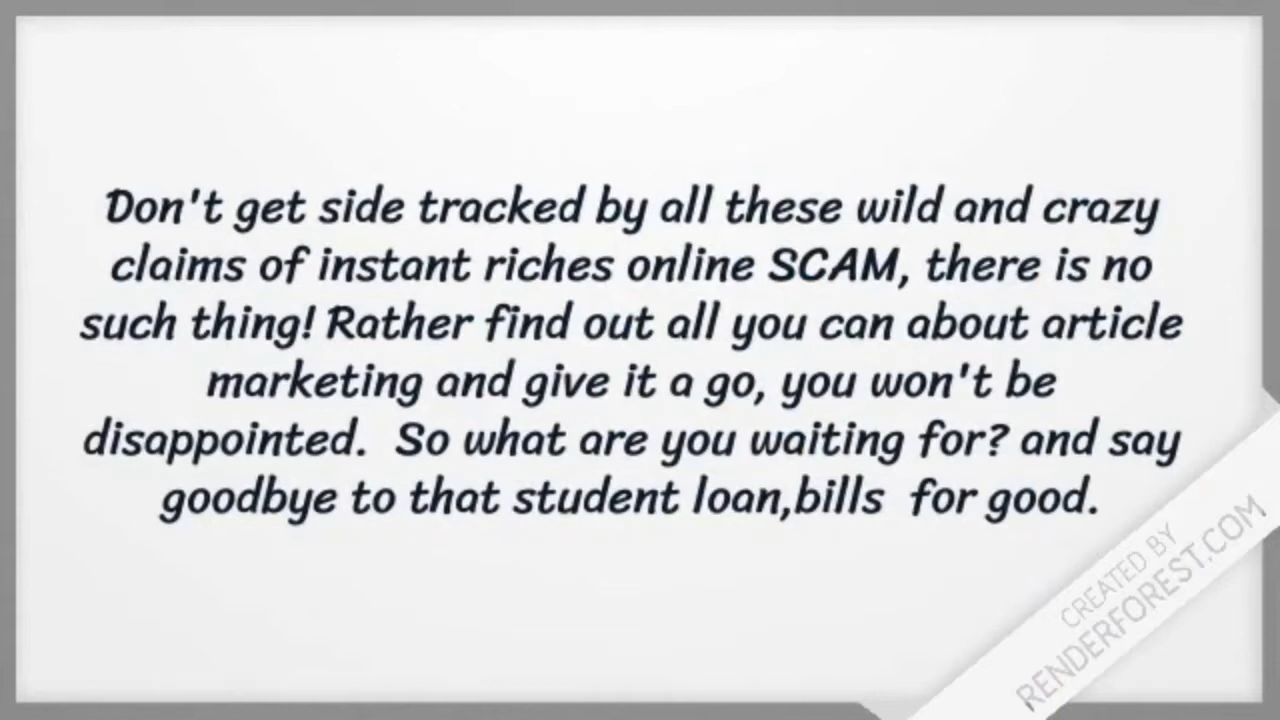 Don't get side tracked by all these wild and crazy
claims of instant riches online SCAM, there is no
such thing! Rather find out all you can about article
marketing and give it a go, you won't be
disappointed.  So what are you waiting for? and say
goodbye to that student loan,bills  for good.
CREATED BY
RENDERFOREST.COM